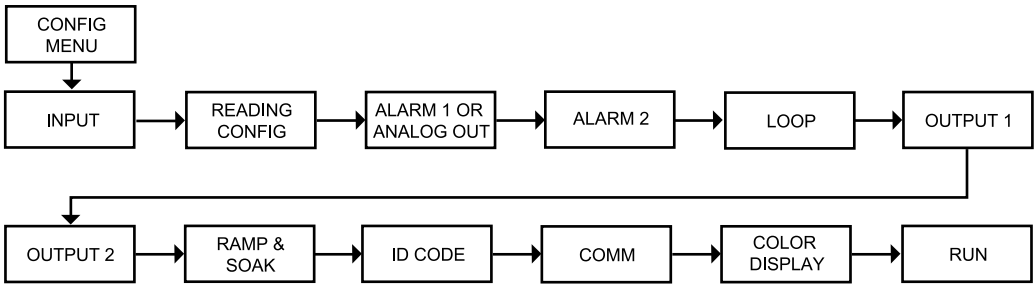 CONFIG
MENU
INPUT
READING
CONFIG
ALARM 1 OR
ANALOG OUT
ALARM 2
LOOP
OUTPUT 1
OUTPUT 2
RAMP &
SOAK
ID CODE
COMM
COLOR
DISPLAY
RUN